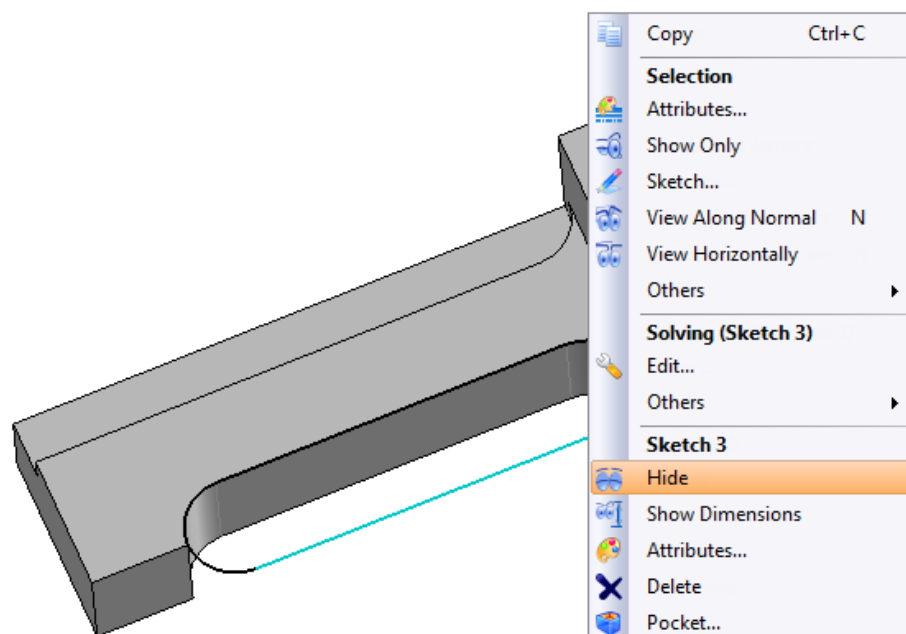 Copy Ctrl+C
Selection
Attributes...
Show Only
Sketch...
View Along Normal N
View Horizontally
Others
Solving (Sketch 3)
Edit...
Others
Sketch 3
Hide
Show Dimensions
Attributes...
Delete
Pocket...